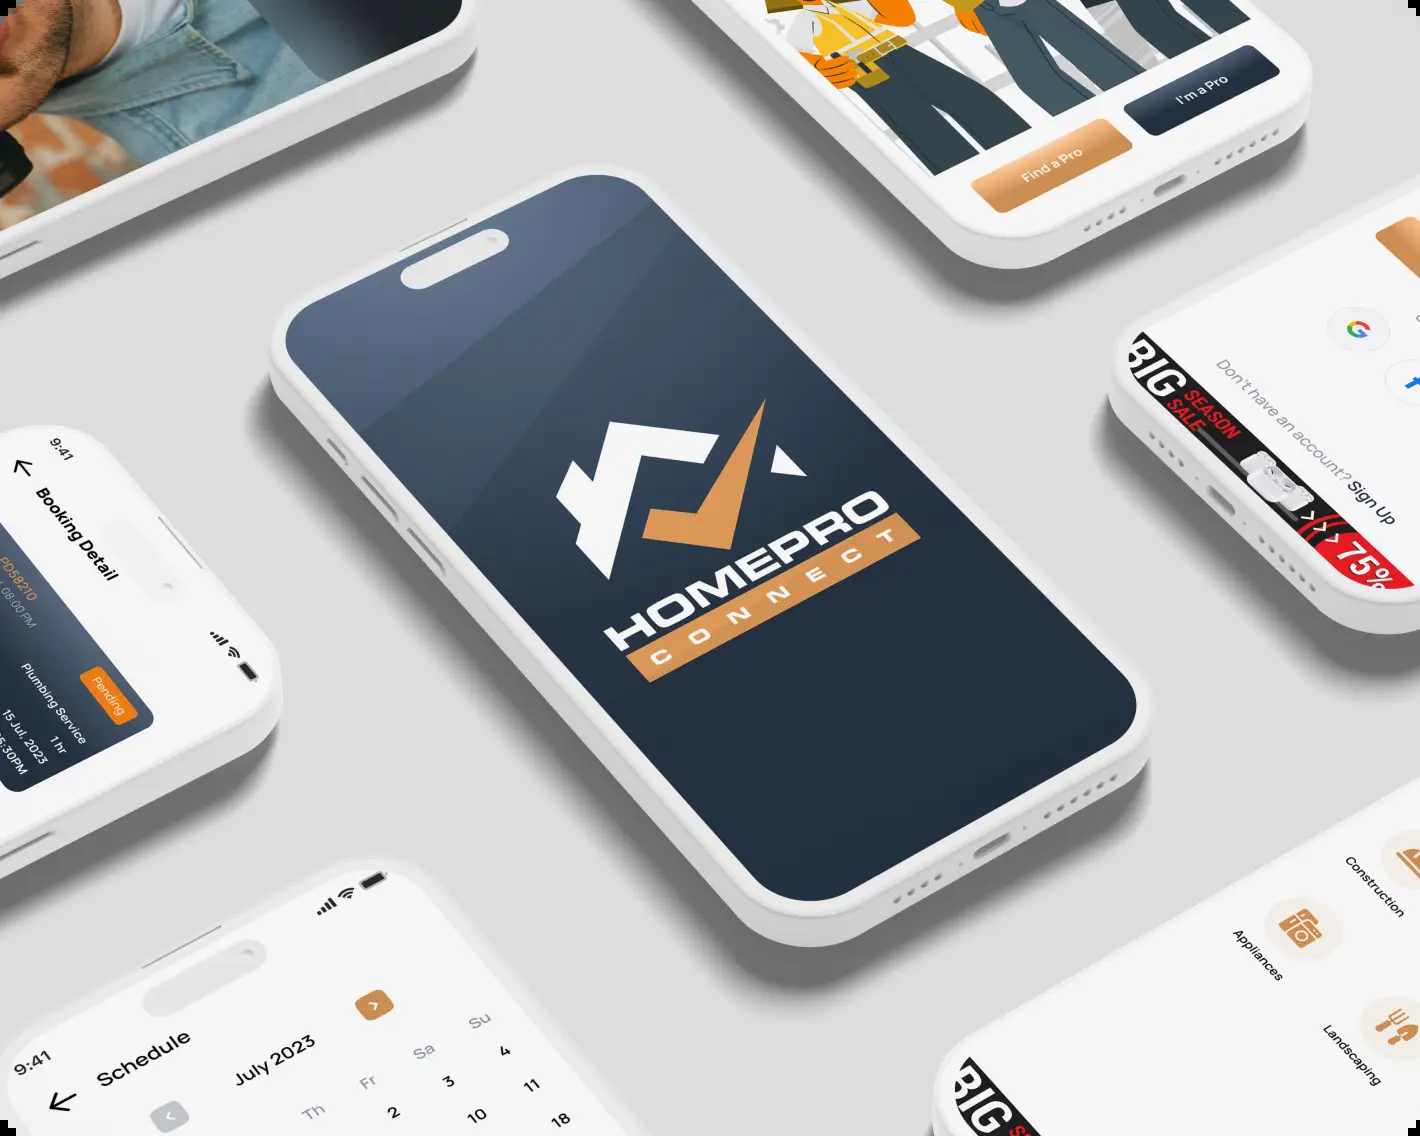 Find a Pro
I'm a Pro
HOMEPRO
CONNECT
9:41
Booking Detail
PD58210
08:00 PM
Pending
Plumbing Service
1 hr
15 Jul, 2023
5:30PM
9:41
Schedule
July 2023
Th Fr Sa Su
2 3 4
10 11
18
Don't have an account? Sign Up
BIG
SEASON
SALE
75%
Construction
Appliances
Landscaping
BIG